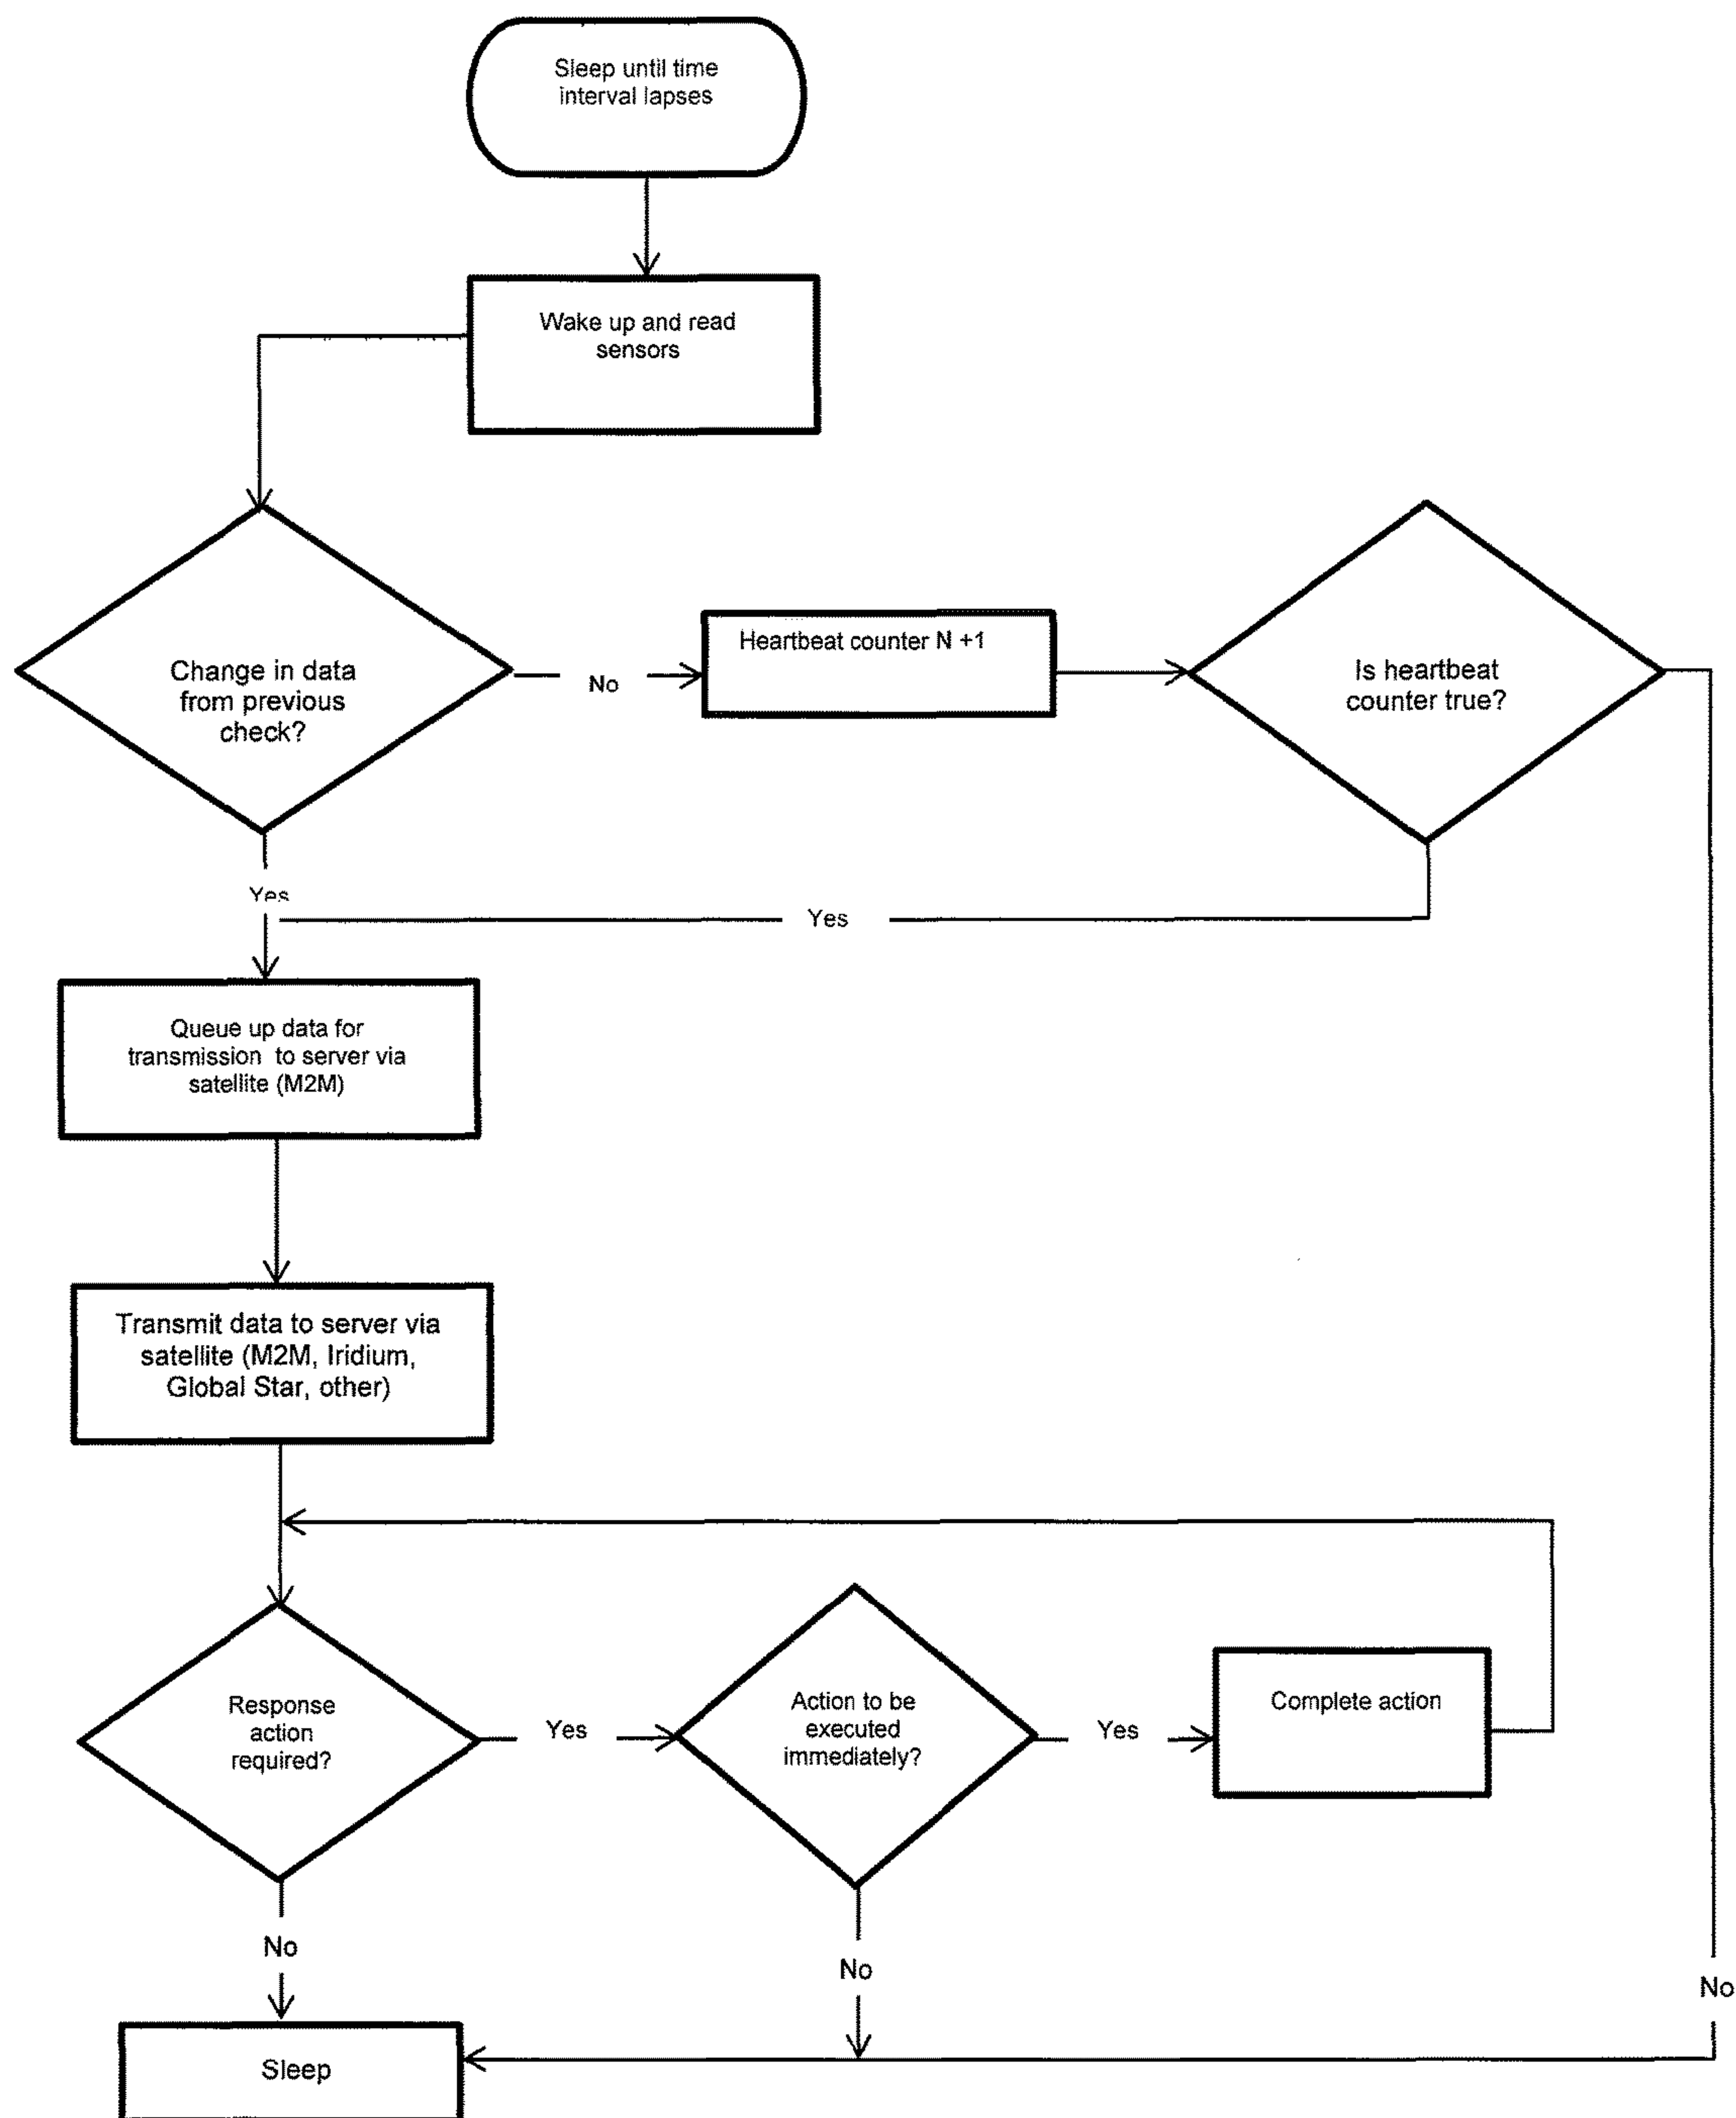 Sleep until time
interval lapses
Wake up and read
sensors
Change in data
from previous
check?
No
Heartbeat counter N +1
Is heartbeat
counter true?
Yes
Yes
Queue up data for
transmission to server via
satellite (M2M)
Transmit data to server via
satellite (M2M, Iridium,
Global Star, other)
Response
action
required?
Yes
Action to be
executed
immediately?
Yes
Complete action
No
No
No
Sleep